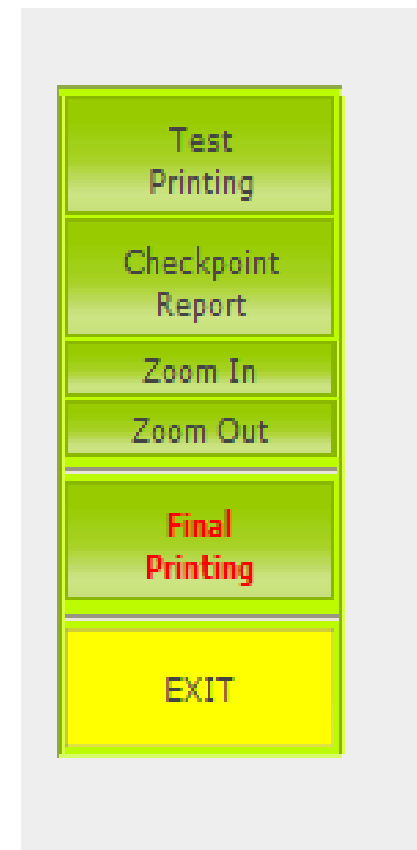 Test
Printing
Checkpoint
Report
Zoom In
Zoom Out
Final
Printing
EXIT